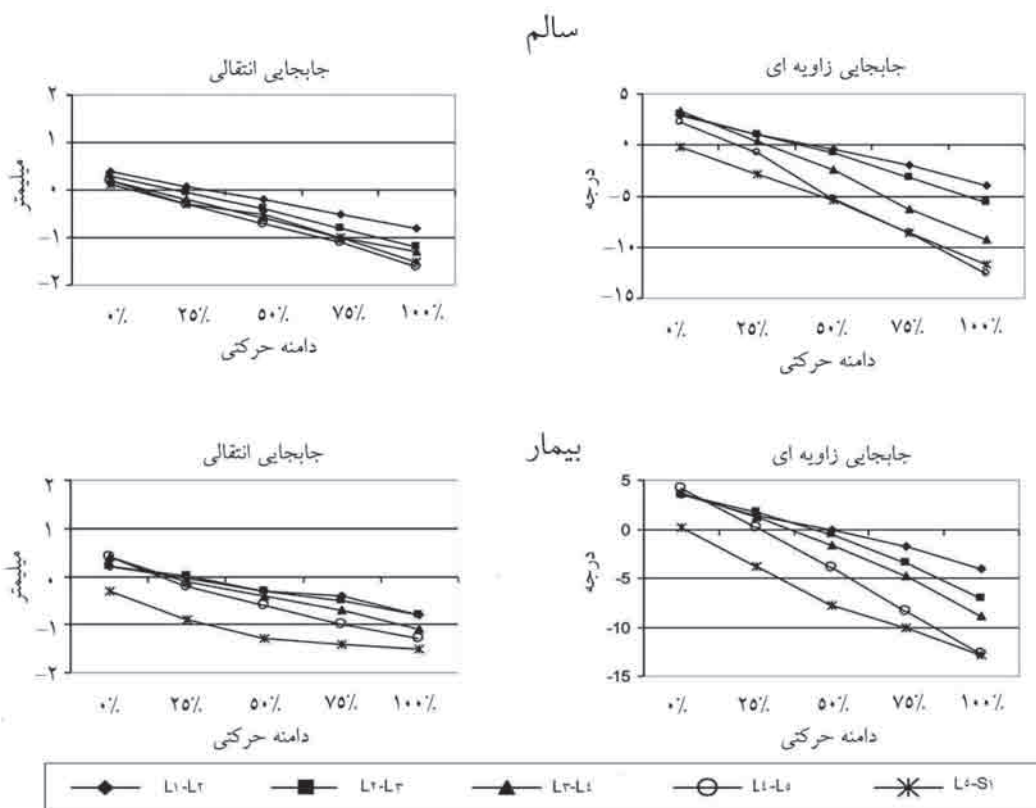 سالم
جابجایی زاویه ای
درجه
۵
۰
−۵
−۱۰
−۱۵
۰٪ ۲۵٪ ۵۰٪ ۷۵٪ ۱۰۰٪
دامنه حرکتی
جابجایی انتقالی
میلیمتر
۲
۱
۰
−۱
−۲
۰٪ ۲۵٪ ۵۰٪ ۷۵٪ ۱۰۰٪
دامنه حرکتی
بیمار
جابجایی زاویه ای
درجه
5
0
-5
-10
-15
۰٪ ۲۵٪ ۵۰٪ ۷۵٪ ۱۰۰٪
دامنه حرکتی
جابجایی انتقالی
میلیمتر
۲
۱
۰
−۱
−۲
۰٪ ۲۵٪ ۵۰٪ ۷۵٪ ۱۰۰٪
دامنه حرکتی
L۱-L۲ L۲-L۳ L۳-L٤ L٤-L۵ L۵-S۱